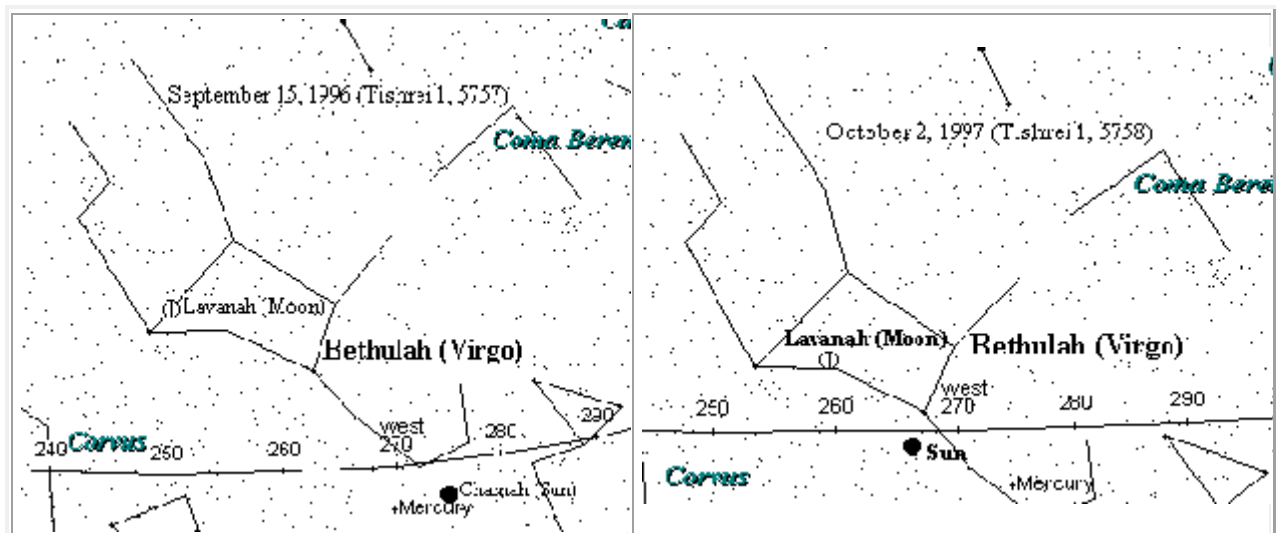 September 15, 1996 (Tishrei 1, 5757)
Coma Beren
Lavanah (Moon)
Bethulah (Virgo)
West
240
Corvus
250
260
270
280
290
Chamah (Sun)
Mercury
October 2, 1997 (Tishrei 1, 5758)
Coma Bere
Lavanah (Moon)
Bethulah (Virgo)
West
250
260
270
280
290
Sun
Corvus
Mercury